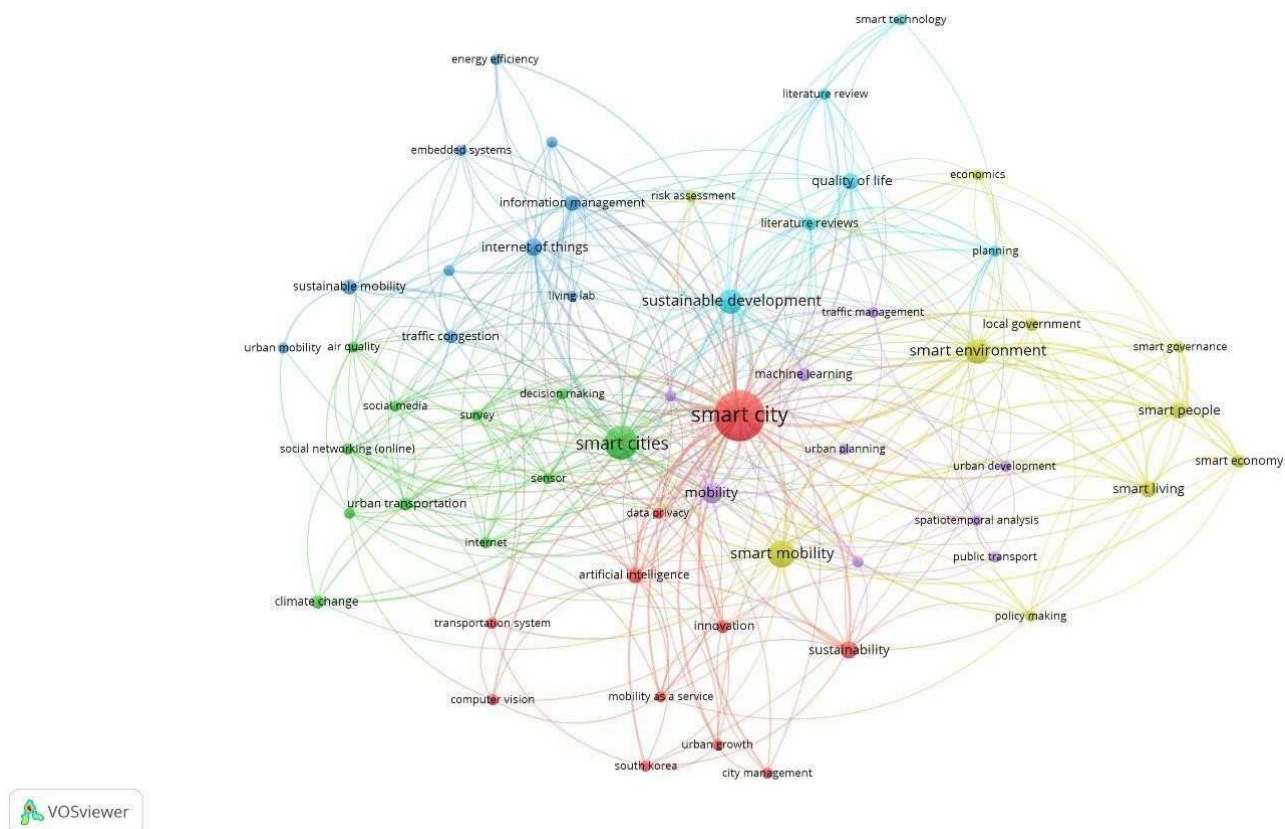 smart technology
energy efficiency
literature review
embedded systems
economics
quality of life
risk assessment
information management
literature reviews
internet of things
planning
sustainable mobility
living lab
sustainable development
traffic management
local government
traffic congestion
urban mobility
air quality
smart environment
smart governance
machine learning
decision making
social media
survey
smart city
smart people
smart cities
social networking (online)
urban planning
smart economy
urban development
sensor
smart living
mobility
urban transportation
data privacy
spatiotemporal analysis
internet
smart mobility
public transport
artificial intelligence
climate change
policy making
transportation system
innovation
sustainability
computer vision
mobility as a service
urban growth
south korea
city management
VOSviewer